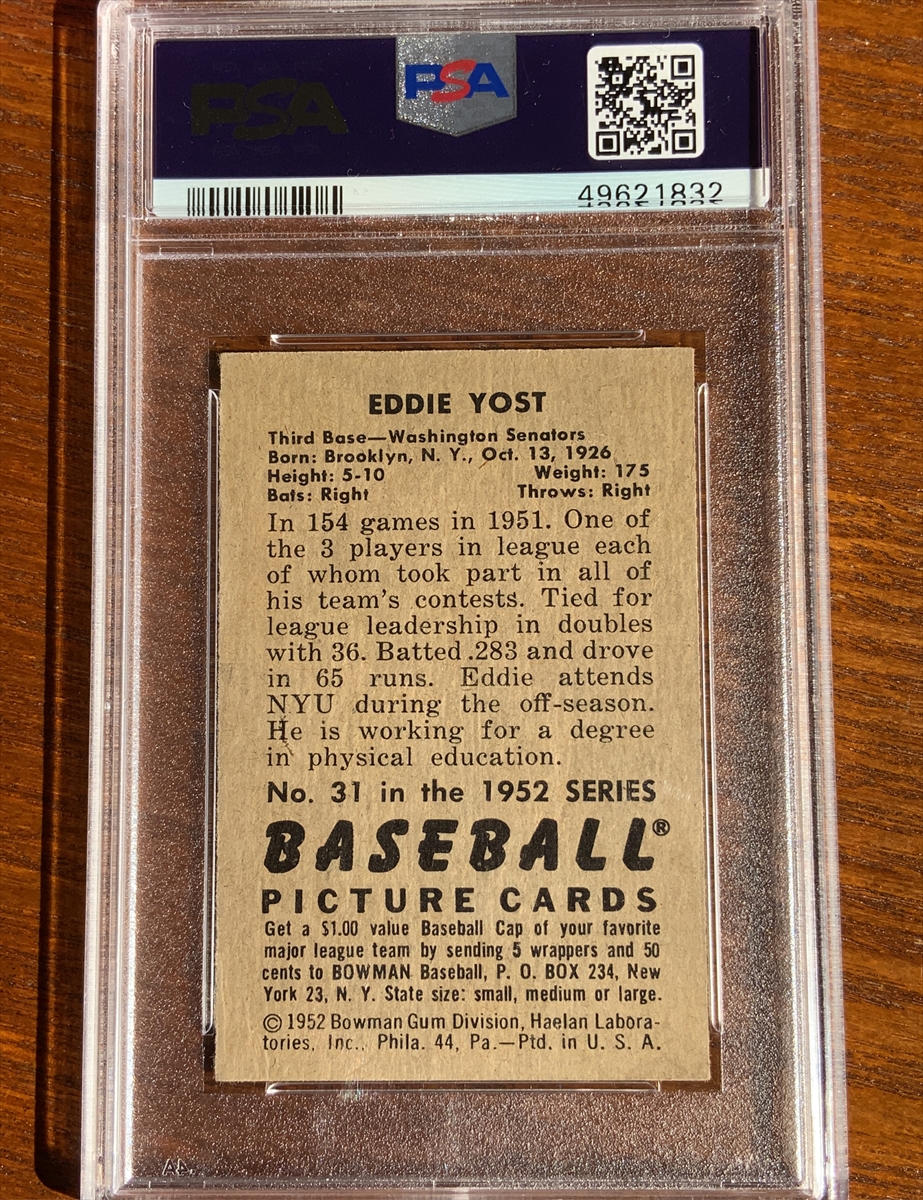 PSA
PSA
49621832
EDDIE YOST
Third Base—Washington Senators
Born: Brooklyn, N. Y., Oct. 13, 1926
Height: 5-10 Weight: 175
Bats: Right Throws: Right
In 154 games in 1951. One of
the 3 players in league each
of whom took part in all of
his team's contests. Tied for
league leadership in doubles
with 36. Batted .283 and drove
in 65 runs. Eddie attends
NYU during the off-season.
He is working for a degree
in physical education.
No. 31 in the 1952 SERIES
BASEBALL®
PICTURE CARDS
Get a $1.00 value Baseball Cap of your favorite
major league team by sending 5 wrappers and 50
cents to BOWMAN Baseball, P. O. BOX 234, New
York 23, N. Y. State size: small, medium or large.
© 1952 Bowman Gum Division, Haelan Labora-
tories, Inc., Phila. 44, Pa.—Ptd. in U. S. A.